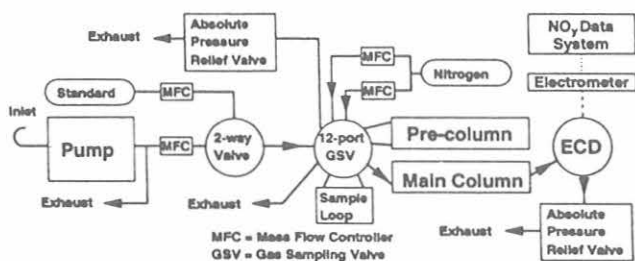 Exhaust
Absolute
Pressure
Relief Valve
MFC
Nitrogen
MFC
NOy Data
System
Electrometer
Standard
MFC
Inlet
Pump
MFC
2-way
Valve
12-port
GSV
Pre-column
Main Column
ECD
Exhaust
Exhaust
Sample
Loop
Absolute
Pressure
Relief Valve
Exhaust
MFC = Mass Flow Controller
GSV = Gas Sampling Valve